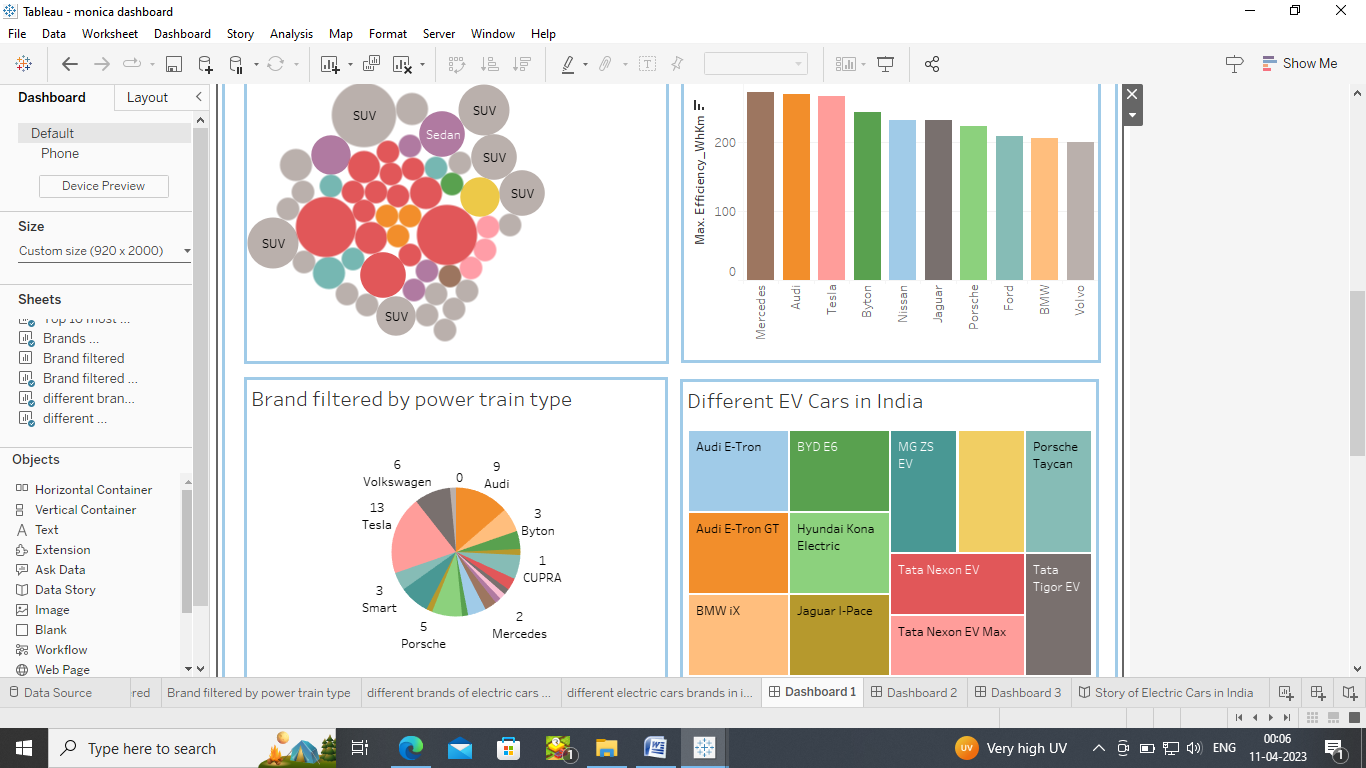 Tableau - monica dashboard
File Data Worksheet Dashboard Story Analysis Map Format Server Window Help
Show Me
Dashboard Layout
Default
Phone
Device Preview
Size
Custom size (920 x 2000)
Sheets
Top 10 most ...
Brands ...
Brand filtered
Brand filtered ...
different bran...
different ...
Objects
Horizontal Container
Vertical Container
Text
Extension
Ask Data
Data Story
Image
Blank
Workflow
Web Page
SUV
SUV
Sedan
SUV
SUV
SUV
SUV
Max. Efficiency_WhKm
200
100
0
Mercedes
Audi
Tesla
Byton
Nissan
Jaguar
Porsche
Ford
BMW
Volvo
Brand filtered by power train type
6
Volkswagen
0
9
Audi
13
Tesla
3
Byton
1
CUPRA
3
Smart
2
Mercedes
5
Porsche
Different EV Cars in India
Audi E-Tron
BYD E6
MG ZS
EV
Porsche
Taycan
Audi E-Tron GT
Hyundai Kona
Electric
Tata Nexon EV
Tata
Tigor EV
BMW iX
Jaguar I-Pace
Tata Nexon EV Max
Data Source
red
Brand filtered by power train type
different brands of electric cars ...
different electric cars brands in i...
Dashboard 1
Dashboard 2
Dashboard 3
Story of Electric Cars in India
Type here to search
1
UV
Very high UV
ENG
00:06
11-04-2023
1